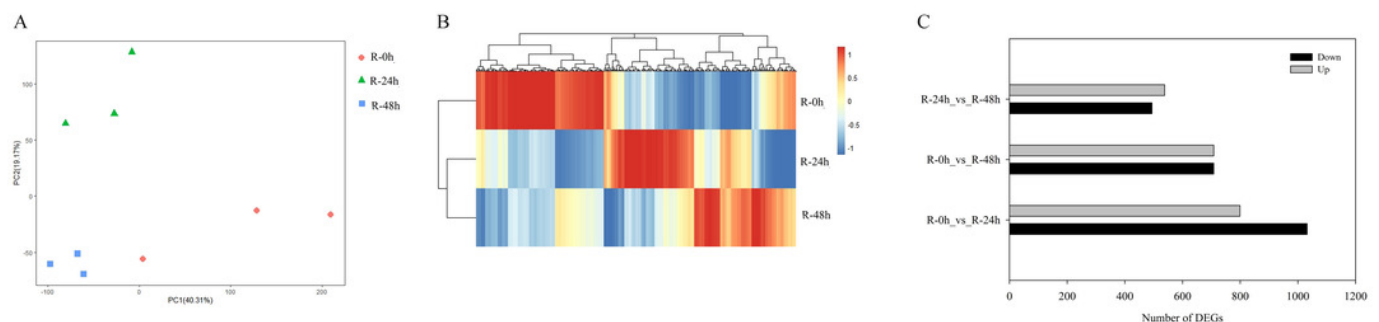 A
R-0h
R-24h
R-48h
100
50
0
-50
PC2(19.17%)
-100
0
100
200
PC1(40.31%)
B
1
0.5
0
-0.5
-1
R-0h
R-24h
R-48h
C
Down
Up
R-24h_vs_R-48h
R-0h_vs_R-48h
R-0h_vs_R-24h
0
200
400
600
800
1000
1200
Number of DEGs